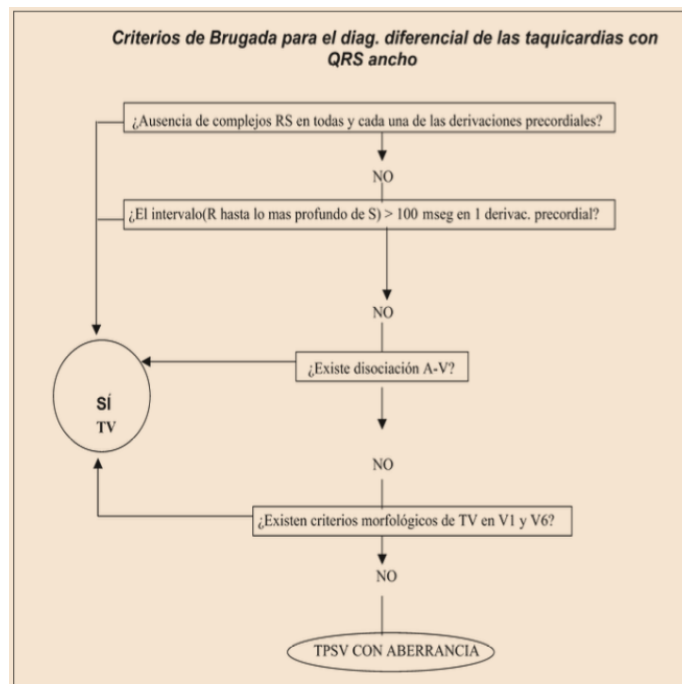 Criterios de Brugada para el diag. diferencial de las taquicardias con
QRS ancho
¿Ausencia de complejos RS en todas y cada una de las derivaciones precordiales?
NO
¿El intervalo(R hasta lo mas profundo de S) > 100 mseg en 1 derivac. precordial?
NO
¿Existe disociación A-V?
SÍ
TV
NO
¿Existen criterios morfológicos de TV en V1 y V6?
NO
TPSV CON ABERRANCIA